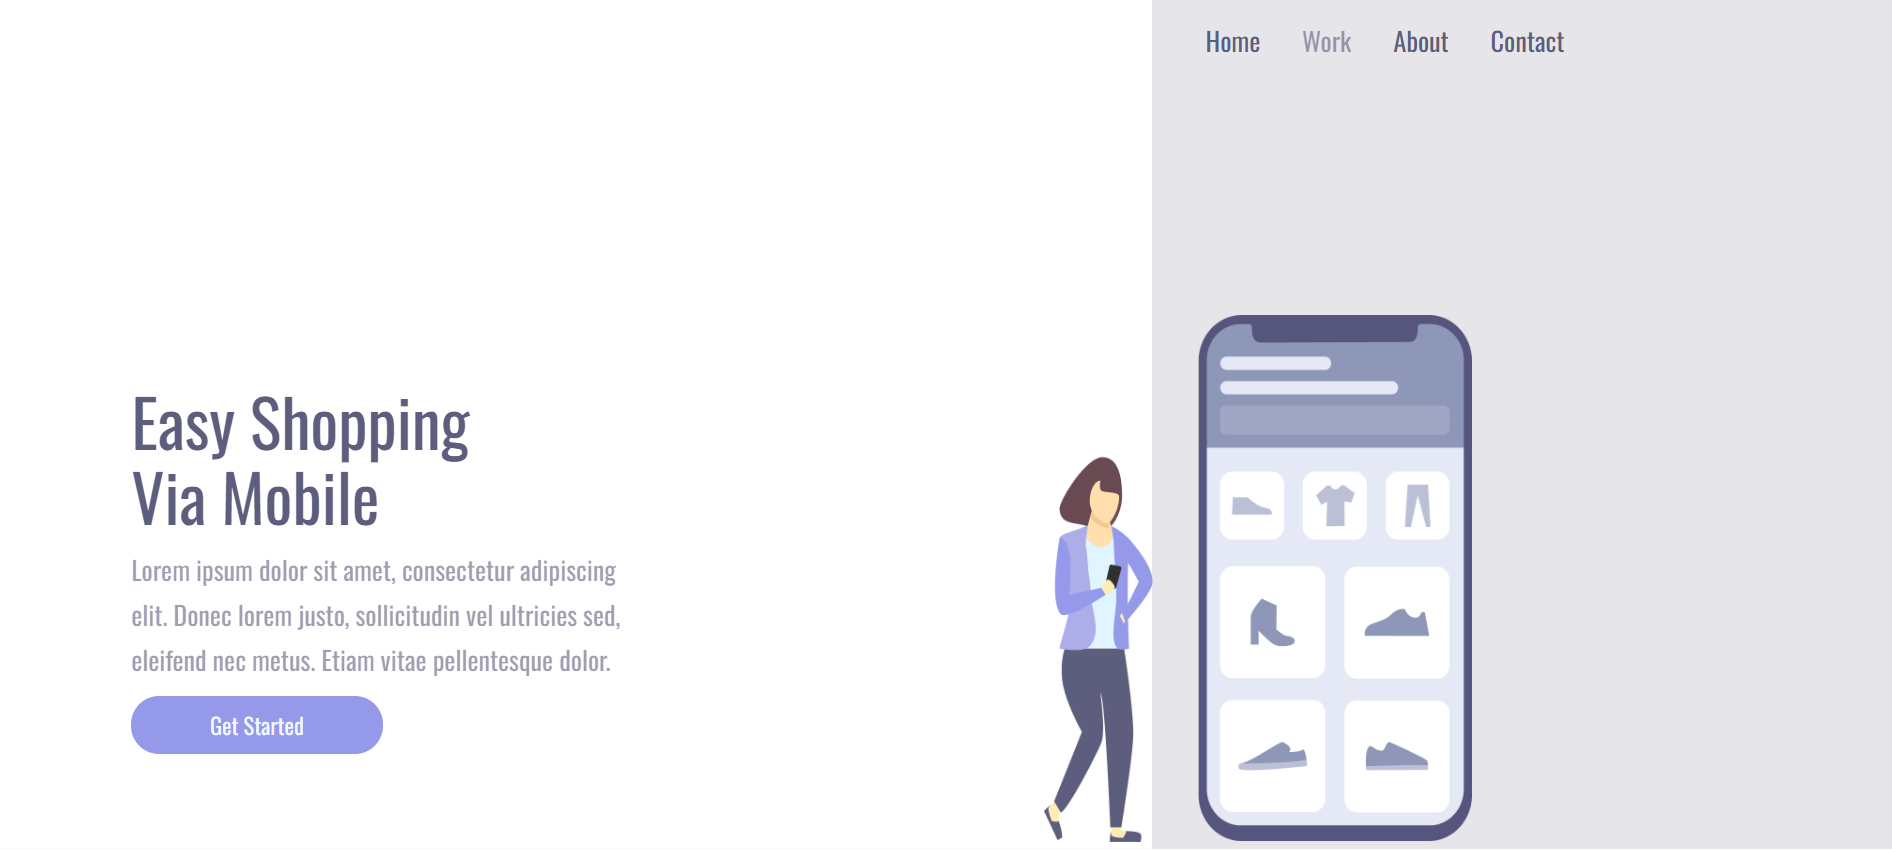 Home Work About Contact
Easy Shopping
Via Mobile
Lorem ipsum dolor sit amet, consectetur adipiscing
elit. Donec lorem justo, sollicitudin vel ultricies sed,
eleifend nec metus. Etiam vitae pellentesque dolor.
Get Started